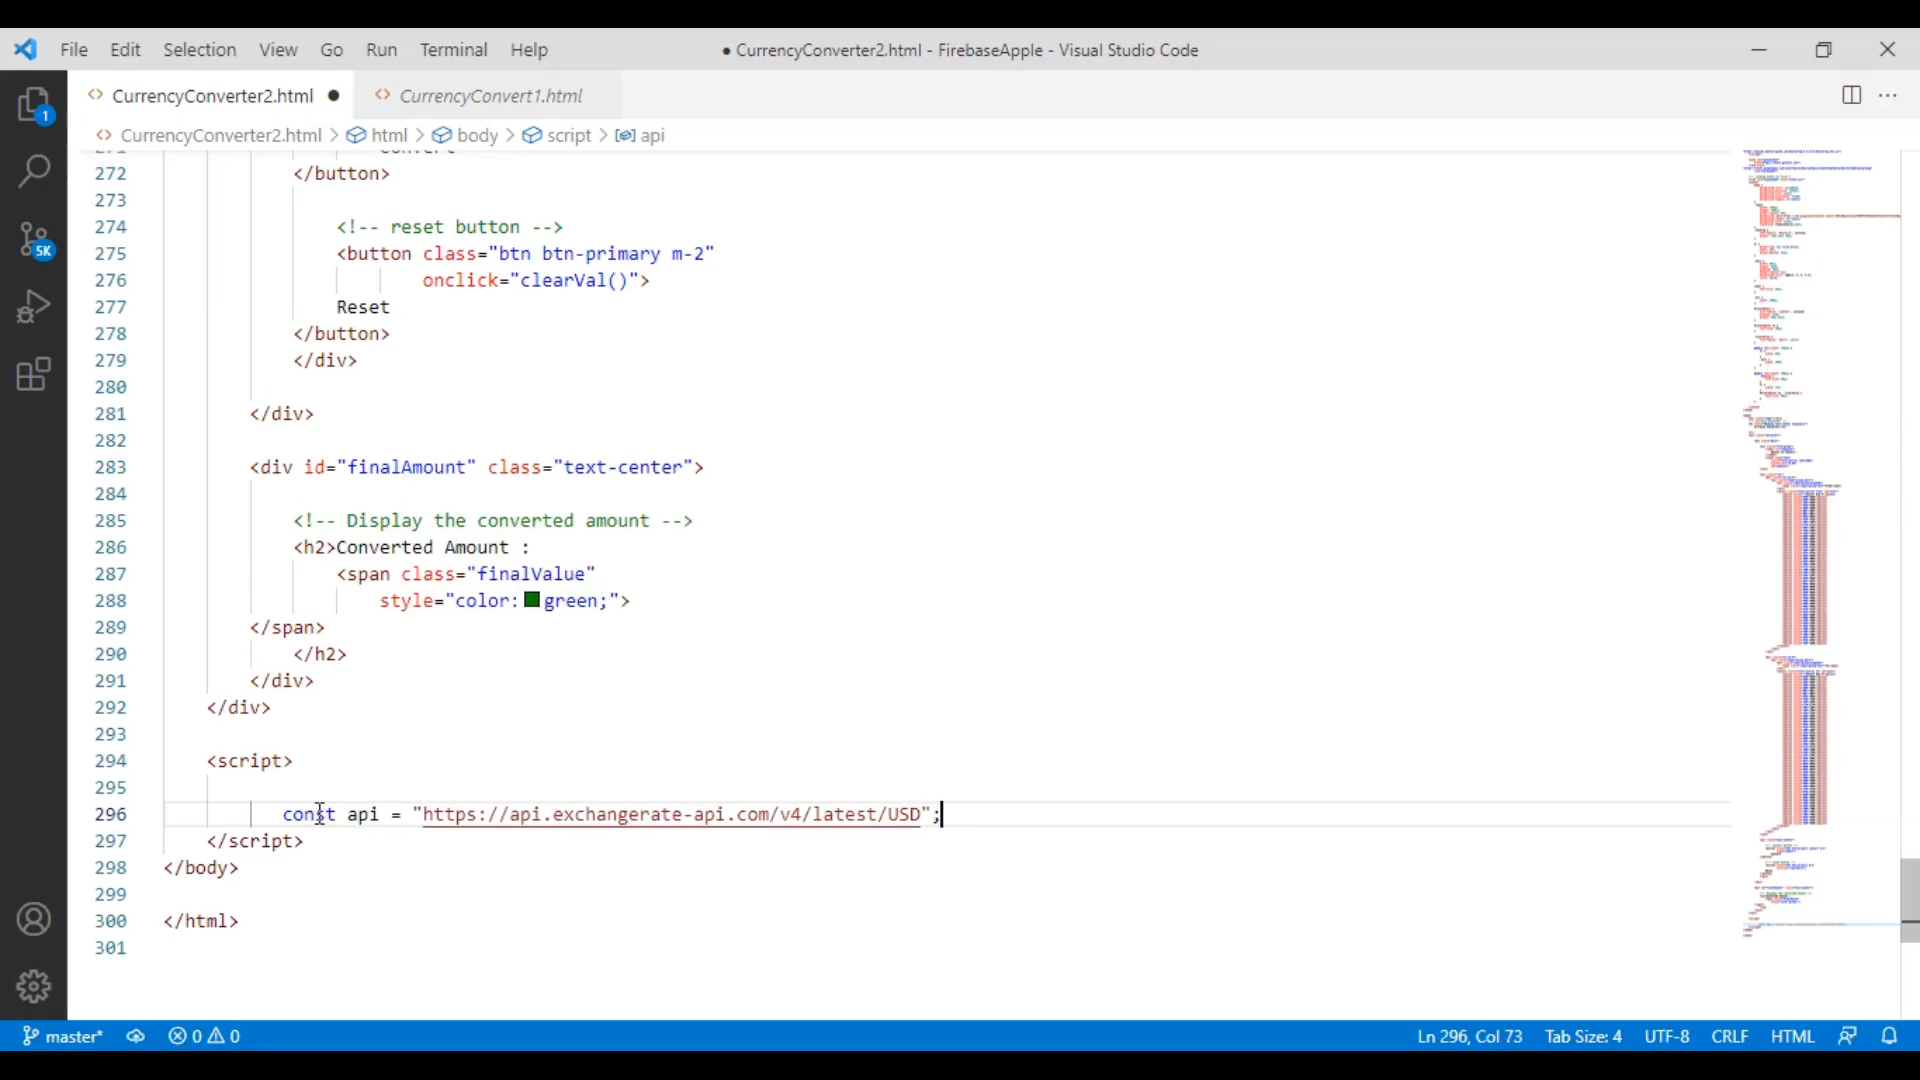 File Edit Selection View Go Run Terminal Help
● CurrencyConverter2.html - FirebaseApple - Visual Studio Code
CurrencyConverter2.html ● CurrencyConvert1.html
CurrencyConverter2.html > html > body > script > api
1
5K
272 </button>
273
274 <!-- reset button -->
275 <button class="btn btn-primary m-2"
276 onclick="clearVal()">
277 Reset
278 </button>
279 </div>
280
281 </div>
282
283 <div id="finalAmount" class="text-center">
284
285 <!-- Display the converted amount -->
286 <h2>Converted Amount :
287 <span class="finalValue"
288 style="color:green;">
289 </span>
290 </h2>
291 </div>
292 </div>
293
294 <script>
295
296 const api = "https://api.exchangerate-api.com/v4/latest/USD";
297 </script>
298 </body>
299
300 </html>
301
master* 0 0 Ln 296, Col 73 Tab Size: 4 UTF-8 CRLF HTML